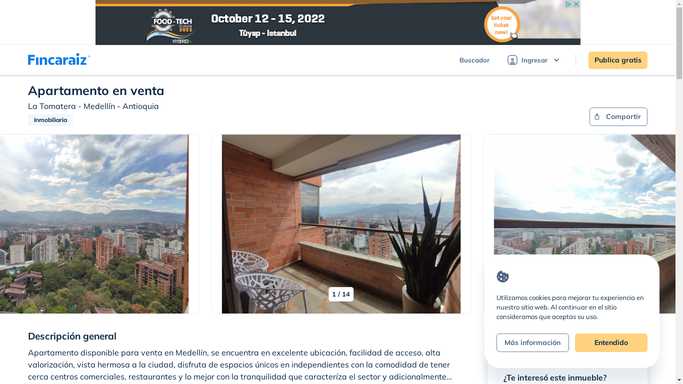 FOOD-TECH
October 12 - 15, 2022
Tüyap - Istanbul
Get your
ticket
now!
Fincaraíz
Buscador
Ingresar
Publica gratis
Apartamento en venta
La Tomatera - Medellín - Antioquia
Inmobiliaria
Compartir
1 / 14
Utilizamos cookies para mejorar tu experiencia en
nuestro sitio web. Al continuar en el sitio
consideramos que aceptas su uso.
Más información
Entendido
Descripción general
Apartamento disponible para venta en Medellín, se encuentra en excelente ubicación, facilidad de acceso, alta
valorización, vista hermosa a la ciudad, disfruta de espacios únicos en independientes con la comodidad de tener
cerca centros comerciales, restaurantes y lo mejor con la tranquilidad que caracteríza el sector y adicionalmente...
¿Te interesó este inmueble?